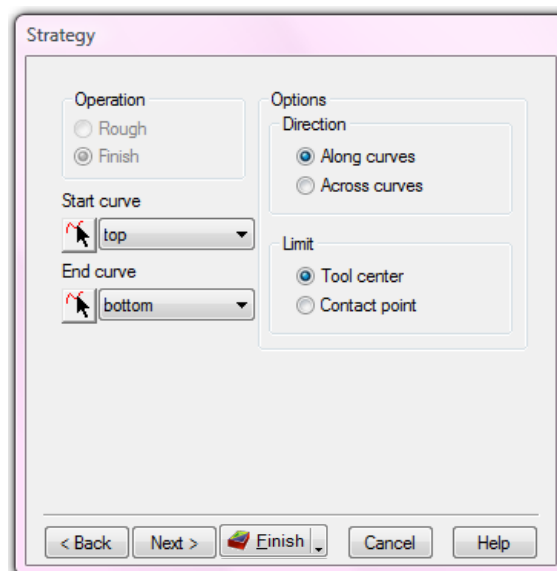 Strategy
Operation
Rough
Finish
Start curve
top
End curve
bottom
Options
Direction
Along curves
Across curves
Limit
Tool center
Contact point
< Back Next > Finish Cancel Help